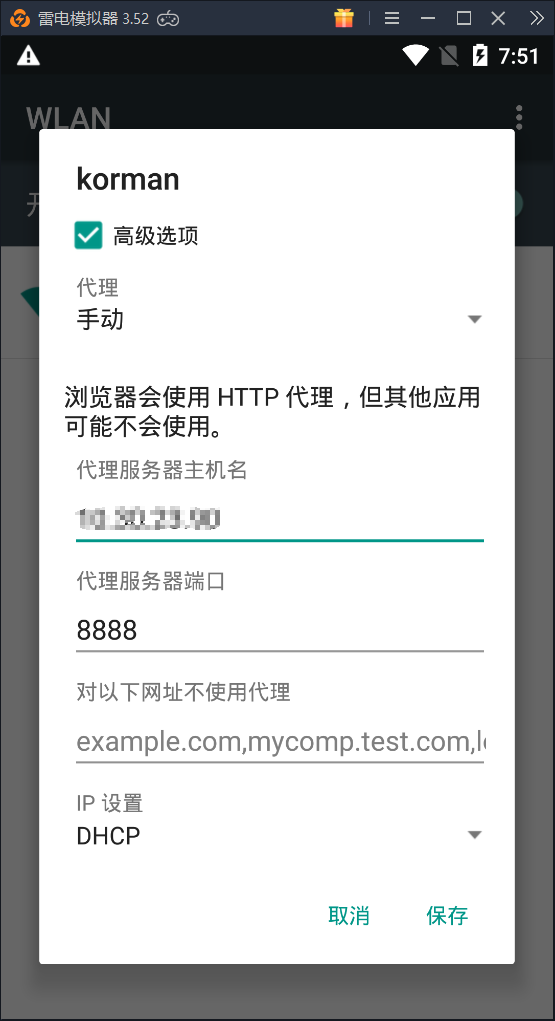 雷电模拟器 3.52
7:51
WLAN
开
korman
高级选项
代理
手动
浏览器会使用 HTTP 代理，但其他应用
可能不会使用。
代理服务器主机名
代理服务器端口
8888
对以下网址不使用代理
example.com,mycomp.test.com,lo
IP 设置
DHCP
取消
保存